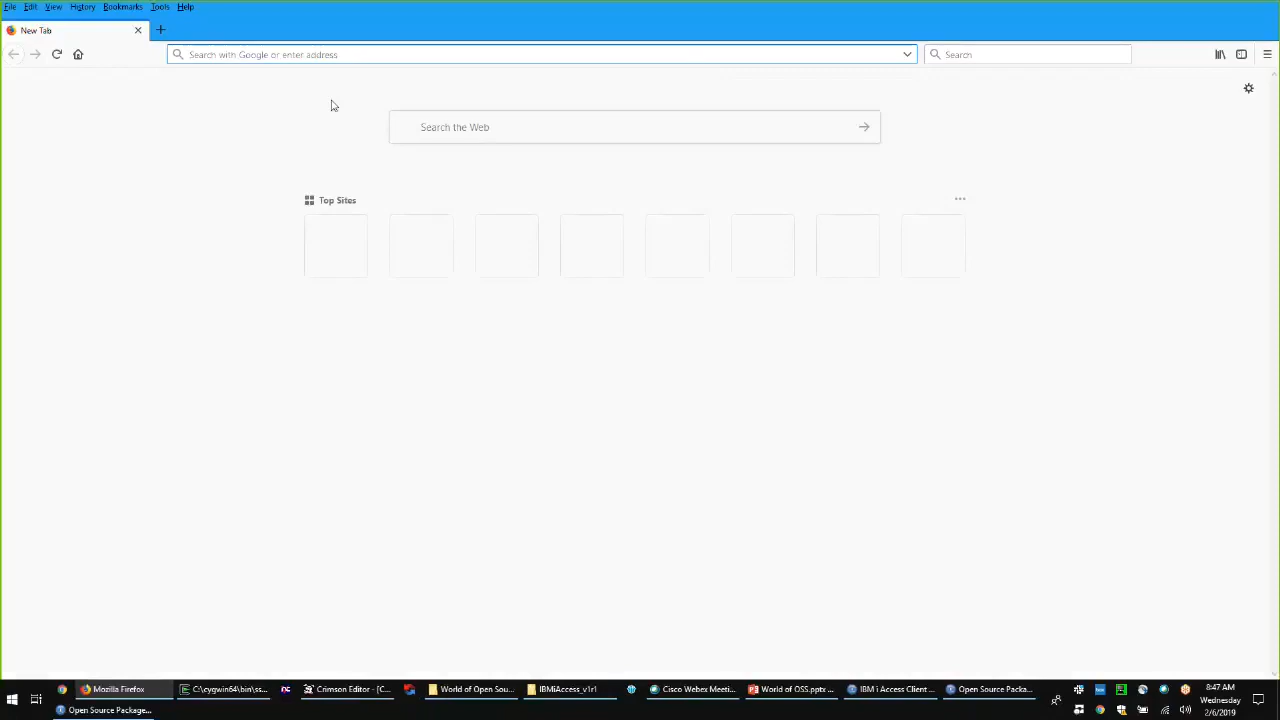 File Edit View History Bookmarks Tools Help
New Tab
Search with Google or enter address
Search
Search the Web
Top Sites
Mozilla Firefox
C:\cygwin64\bin\ss...
Crimson Editor - [C...
World of Open Sou...
IBMiAccess_v1r1
Cisco Webex Meeti...
World of OSS.pptx ...
IBM i Access Client ...
Open Source Packa...
8:47 AM
Wednesday
2/6/2019
Open Source Package...